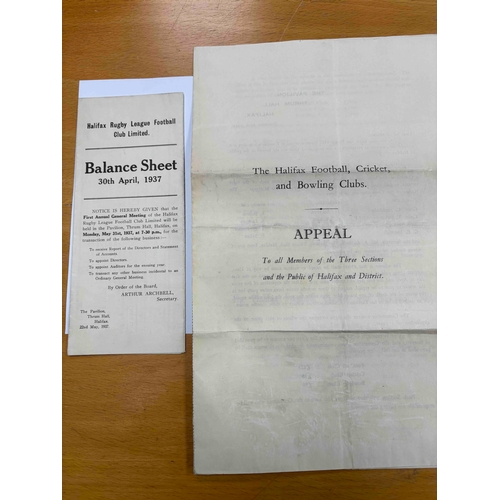 Halifax Rugby League Football
Club Limited.
Balance Sheet
30th April, 1937
NOTICE IS HEREBY GIVEN that the
First Annual General Meeting of the Halifax
Rugby League Football Club Limited will be
held in the Pavilion, Thrum Hall, Halifax, on
Monday, May 31st, 1937, at 7-30 p.m., for the
transaction of the following business:—
To receive Report of the Directors and Statement
of Accounts
To appoint Directors.
To appoint Auditors for the ensuing year.
To transact any other business incidental to an
Ordinary General Meeting.
By Order of the Board,
ARTHUR ARCHBELL,
Secretary.
The Pavilion,
Thrum Hall,
Halifax.
22nd May, 1937.
The Halifax Football, Cricket,
and Bowling Clubs.
APPEAL
To all Members of the Three Sections
and the Public of Halifax and District.